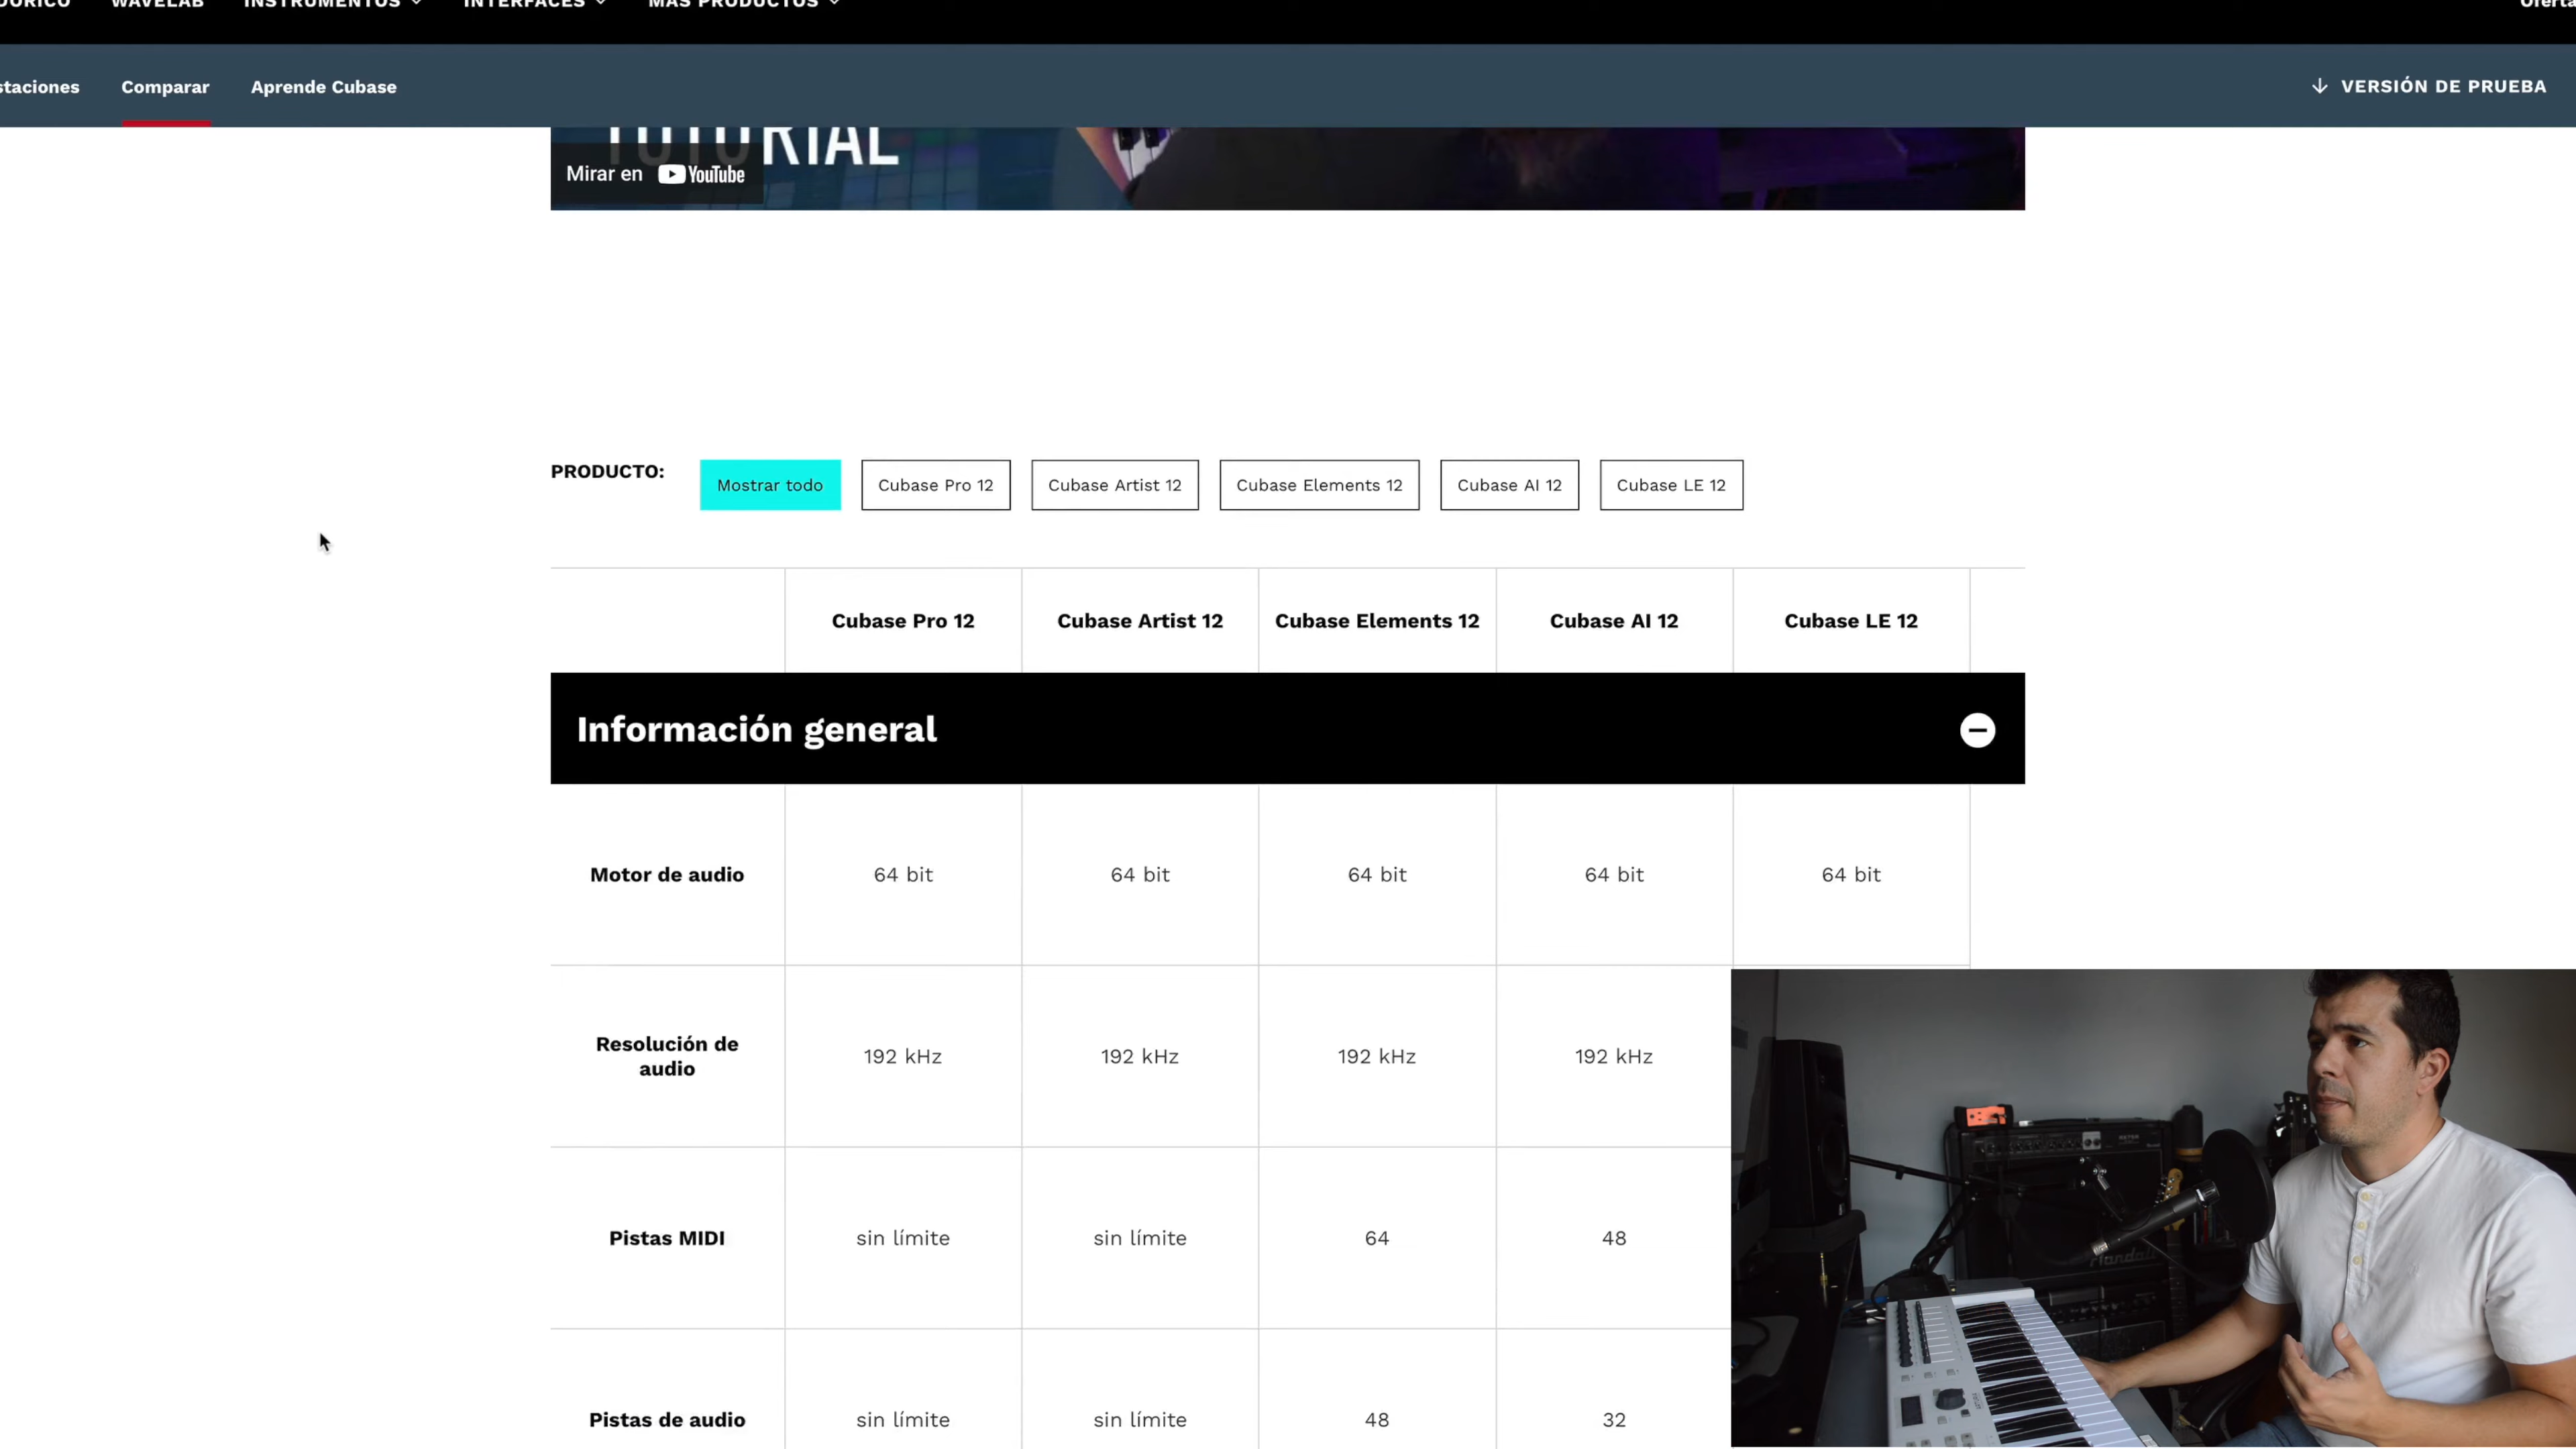 WAVELAB INSTRUMENTOS INTERFACES MÁS PRODUCTOS
Comparar Aprende Cubase VERSIÓN DE PRUEBA
TUTORIAL
Mirar en YouTube
PRODUCTO: Mostrar todo Cubase Pro 12 Cubase Artist 12 Cubase Elements 12 Cubase AI 12 Cubase LE 12
Cubase Pro 12 Cubase Artist 12 Cubase Elements 12 Cubase AI 12 Cubase LE 12
Información general
Motor de audio 64 bit 64 bit 64 bit 64 bit 64 bit
Resolución de
audio
192 kHz 192 kHz 192 kHz 192 kHz
Pistas MIDI sin límite sin límite 64 48
Pistas de audio sin límite sin límite 48 32
Randall